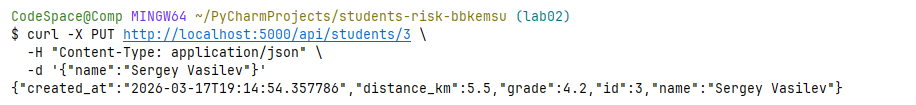 CodeSpace@Comp MINGW64 ~/PyCharmProjects/students-risk-bbkemsu (lab02)
$ curl -X PUT http://localhost:5000/api/students/3 \
  -H "Content-Type: application/json" \
  -d '{"name":"Sergey Vasilev"}'
{"created_at":"2026-03-17T19:14:54.357786","distance_km":5.5,"grade":4.2,"id":3,"name":"Sergey Vasilev"}